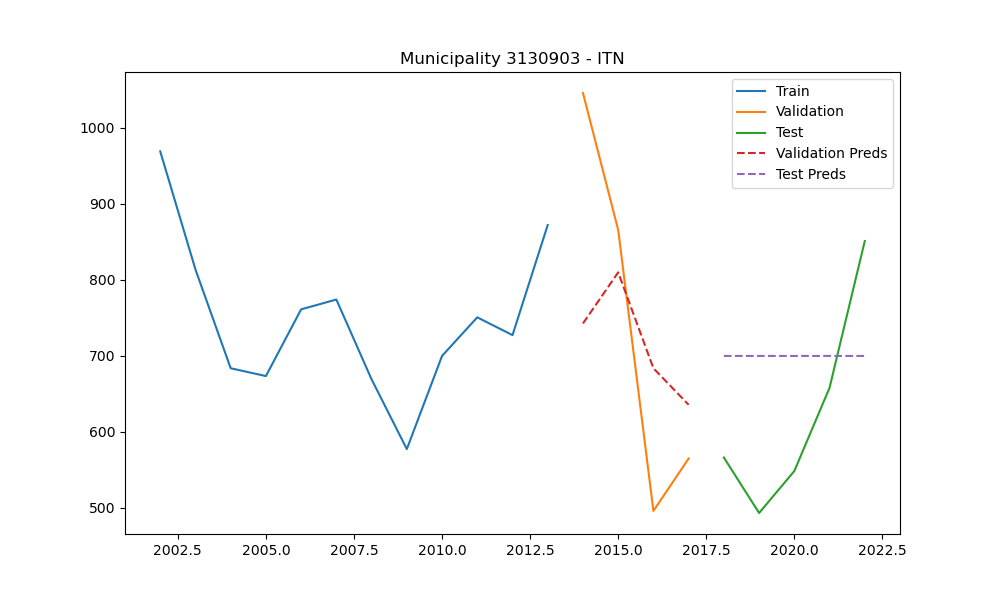 Municipality 3130903 - ITN
Train
Validation
Test
Validation Preds
Test Preds
1000
900
800
700
600
500
2002.5 2005.0 2007.5 2010.0 2012.5 2015.0 2017.5 2020.0 2022.5